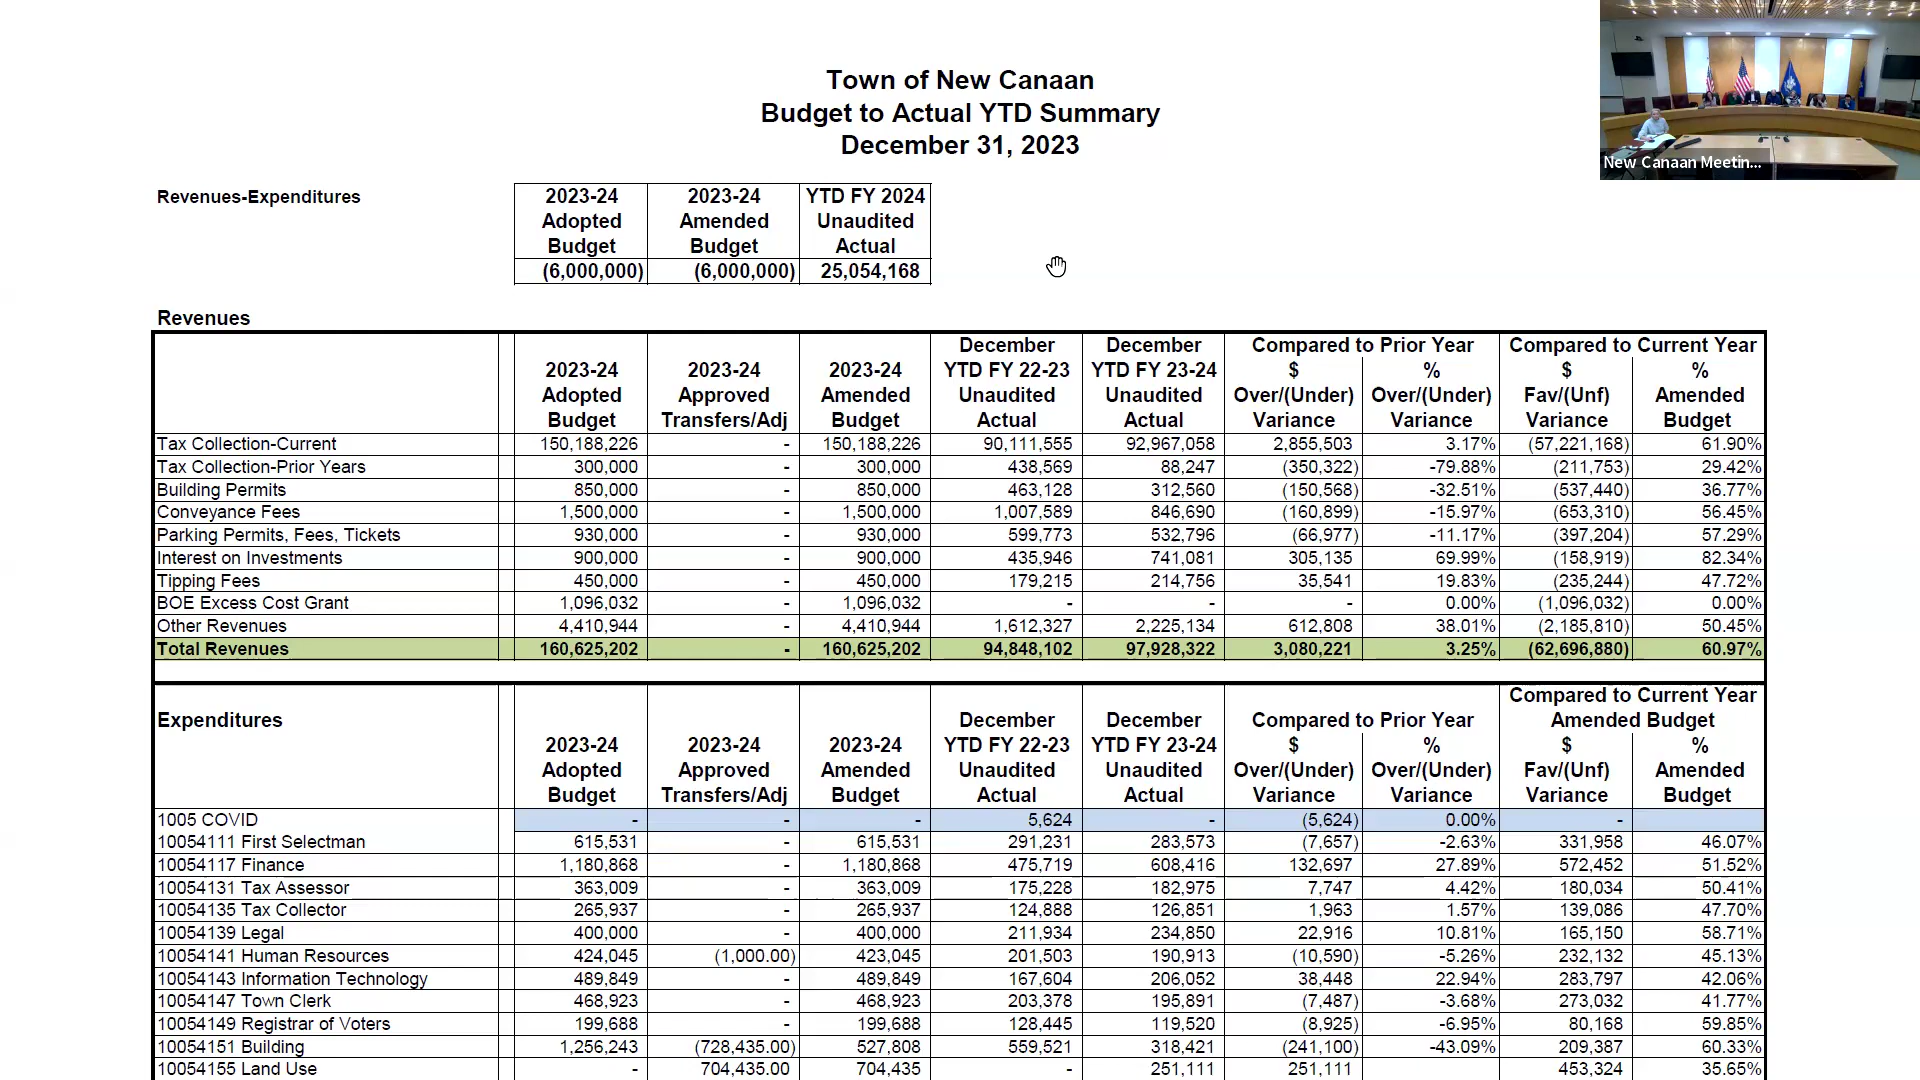 Town of New Canaan
Budget to Actual YTD Summary
December 31, 2023
New Canaan Meetin...
Revenues-Expenditures
2023-24 Adopted Budget | 2023-24 Amended Budget | YTD FY 2024 Unaudited Actual
(6,000,000) (6,000,000) 25,054,168
Revenues
2023-24 Adopted Budget | 2023-24 Approved Transfers/Adj | 2023-24 Amended Budget | December YTD FY 22-23 Unaudited Actual | December YTD FY 23-24 Unaudited Actual | Compared to Prior Year $ Over/(Under) Variance | % Over/(Under) Variance | Compared to Current Year $ Fav/(Unf) Variance | % Amended Budget
Tax Collection-Current 150,188,226 - 150,188,226 90,111,555 92,967,058 2,855,503 3.17% (57,221,168) 61.90%
Tax Collection-Prior Years 300,000 - 300,000 438,569 88,247 (350,322) -79.88% (211,753) 29.42%
Building Permits 850,000 - 850,000 463,128 312,560 (150,568) -32.51% (537,440) 36.77%
Conveyance Fees 1,500,000 - 1,500,000 1,007,589 846,690 (160,899) -15.97% (653,310) 56.45%
Parking Permits, Fees, Tickets 930,000 - 930,000 599,773 532,796 (66,977) -11.17% (397,204) 57.29%
Interest on Investments 900,000 - 900,000 435,946 741,081 305,135 69.99% (158,919) 82.34%
Tipping Fees 450,000 - 450,000 179,215 214,756 35,541 19.83% (235,244) 47.72%
BOE Excess Cost Grant 1,096,032 - 1,096,032 - - - 0.00% (1,096,032) 0.00%
Other Revenues 4,410,944 - 4,410,944 1,612,327 2,225,134 612,808 38.01% (2,185,810) 50.45%
Total Revenues 160,625,202 - 160,625,202 94,848,102 97,928,322 3,080,221 3.25% (62,696,880) 60.97%
Expenditures
2023-24 Adopted Budget | 2023-24 Approved Transfers/Adj | 2023-24 Amended Budget | December YTD FY 22-23 Unaudited Actual | December YTD FY 23-24 Unaudited Actual | Compared to Prior Year $ Over/(Under) Variance | % Over/(Under) Variance | Compared to Current Year Amended Budget $ Fav/(Unf) Variance | % Amended Budget
1005 COVID - - - 5,624 - (5,624) 0.00% -
10054111 First Selectman 615,531 - 615,531 291,231 283,573 (7,657) -2.63% 331,958 46.07%
10054117 Finance 1,180,868 - 1,180,868 475,719 608,416 132,697 27.89% 572,452 51.52%
10054131 Tax Assessor 363,009 - 363,009 175,228 182,975 7,747 4.42% 180,034 50.41%
10054135 Tax Collector 265,937 - 265,937 124,888 126,851 1,963 1.57% 139,086 47.70%
10054139 Legal 400,000 - 400,000 211,934 234,850 22,916 10.81% 165,150 58.71%
10054141 Human Resources 424,045 (1,000.00) 423,045 201,503 190,913 (10,590) -5.26% 232,132 45.13%
10054143 Information Technology 489,849 - 489,849 167,604 206,052 38,448 22.94% 283,797 42.06%
10054147 Town Clerk 468,923 - 468,923 203,378 195,891 (7,487) -3.68% 273,032 41.77%
10054149 Registrar of Voters 199,688 - 199,688 128,445 119,520 (8,925) -6.95% 80,168 59.85%
10054151 Building 1,256,243 (728,435.00) 527,808 559,521 318,421 (241,100) -43.09% 209,387 60.33%
10054155 Land Use - 704,435.00 704,435 - 251,111 251,111 453,324 35.65%